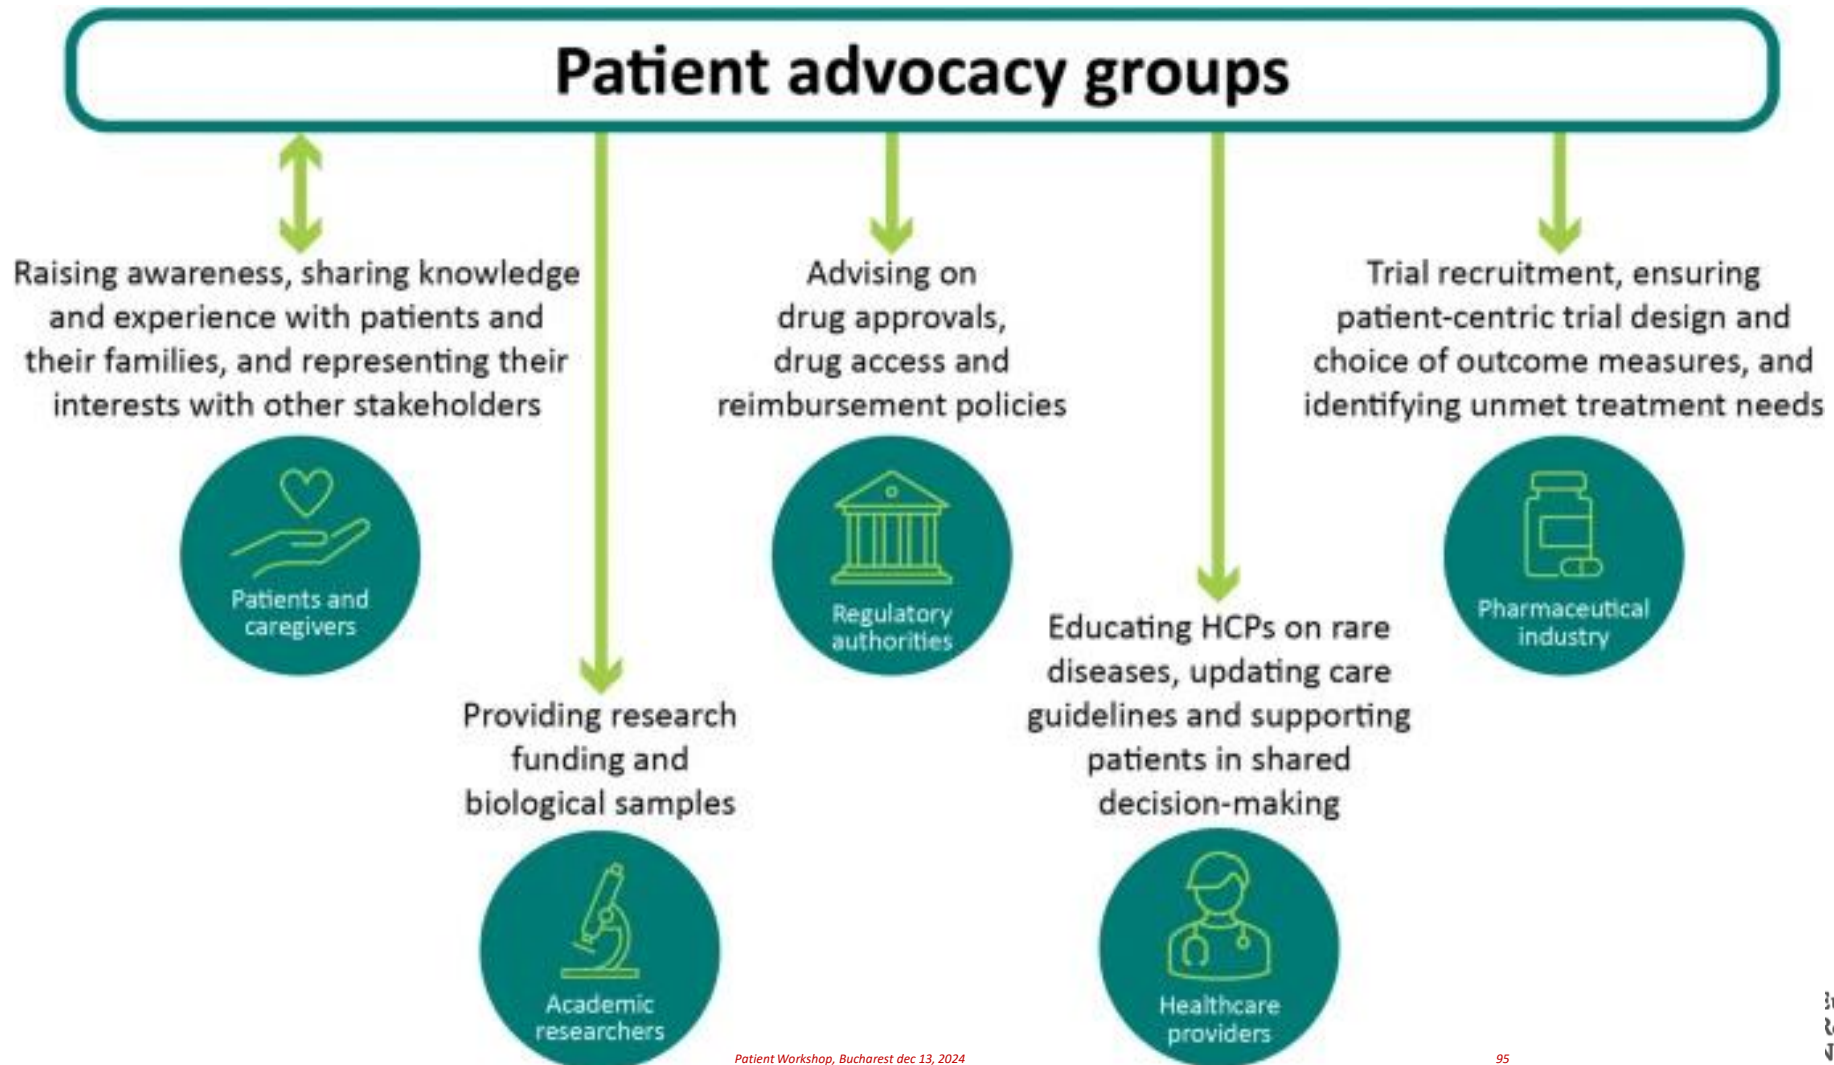 Patient advocacy groups
Raising awareness, sharing knowledge
and experience with patients and
their families, and representing their
interests with other stakeholders
Patients and
caregivers
Providing research
funding and
biological samples
Academic
researchers
Advising on
drug approvals,
drug access and
reimbursement policies
Regulatory
authorities
Educating HCPs on rare
diseases, updating care
guidelines and supporting
patients in shared
decision-making
Healthcare
providers
Trial recruitment, ensuring
patient-centric trial design and
choice of outcome measures, and
identifying unmet treatment needs
Pharmaceutical
industry
Patient Workshop, Bucharest dec 13, 2024
95